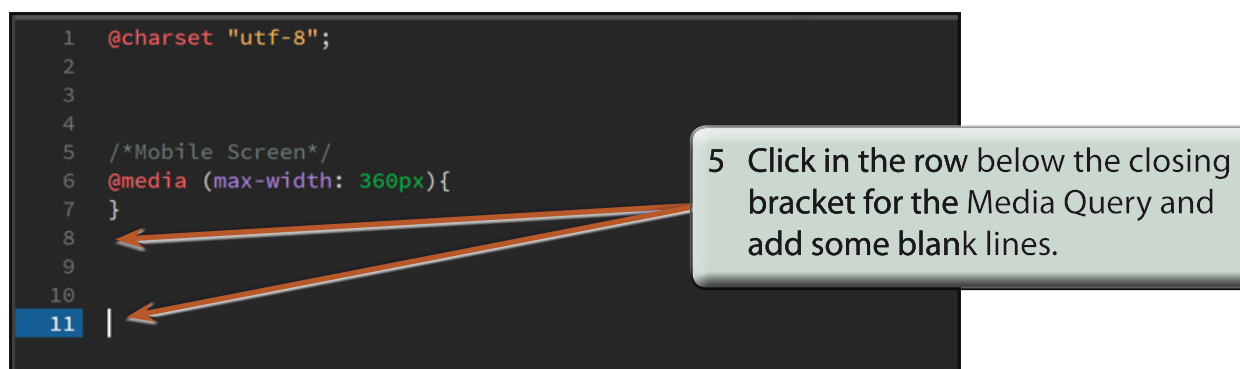 1 @charset "utf-8";
2
3
4
5 /*Mobile Screen*/
6 @media (max-width: 360px){
7 }
8
9
10
11
5 Click in the row below the closing
bracket for the Media Query and
add some blank lines.